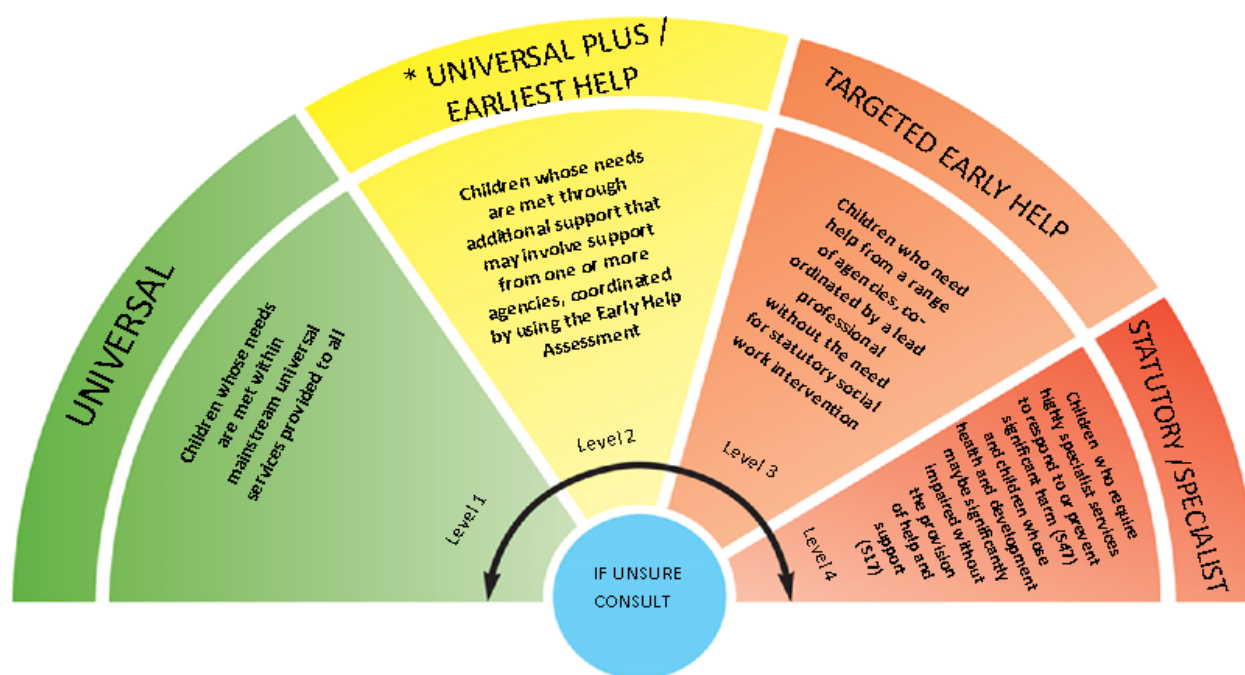 UNIVERSAL
Children whose needs
are met within
mainstream universal
services provided to all
Level 1
* UNIVERSAL PLUS /
EARLIEST HELP
Children whose needs
are met through
additional support that
may involve support
from one or more
agencies, coordinated
by using the Early Help
Assessment
Level 2
TARGETED EARLY HELP
Children who need
help from a range
of agencies, co-
ordinated by a lead
professional
without the need
for statutory social
work intervention
Level 3
STATUTORY /SPECIALIST
Children who require
highly specialist services
to respond to or prevent
significant harm (S47)
and children whose
health and development
maybe significantly
impaired without
the provision
of help and
support
(S17)
Level 4
IF UNSURE
CONSULT